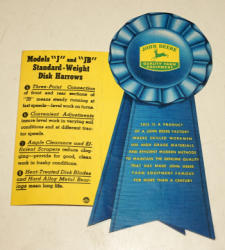 Models "J" and "JB"
Standard-Weight
Disk Harrows
1 Three-Point Connection
of front and rear sections of
"JB" means steady running at
fast speeds—level work on turns.
2 Convenient Adjustments
assure level work in varying soil
conditions and at different trac-
tor speeds.
3 Ample Clearance and Ef-
ficient Scrapers reduce clog-
ging—provide for good, clean
work in bushy conditions.
4 Heat-Treated Disk Blades
and Hard Alloy Metal Bear-
ings mean long life.
JOHN DEERE
QUALITY FARM
EQUIPMENT
THIS IS A PRODUCT
OF A JOHN DEERE FACTORY
WHERE SKILLED WORKMEN
USE HIGH GRADE MATERIALS
AND EFFICIENT MODERN METHODS
TO MAINTAIN THE GENUINE QUALITY
THAT HAS MADE JOHN DEERE
FARM EQUIPMENT FAMOUS
FOR MORE THAN A CENTURY